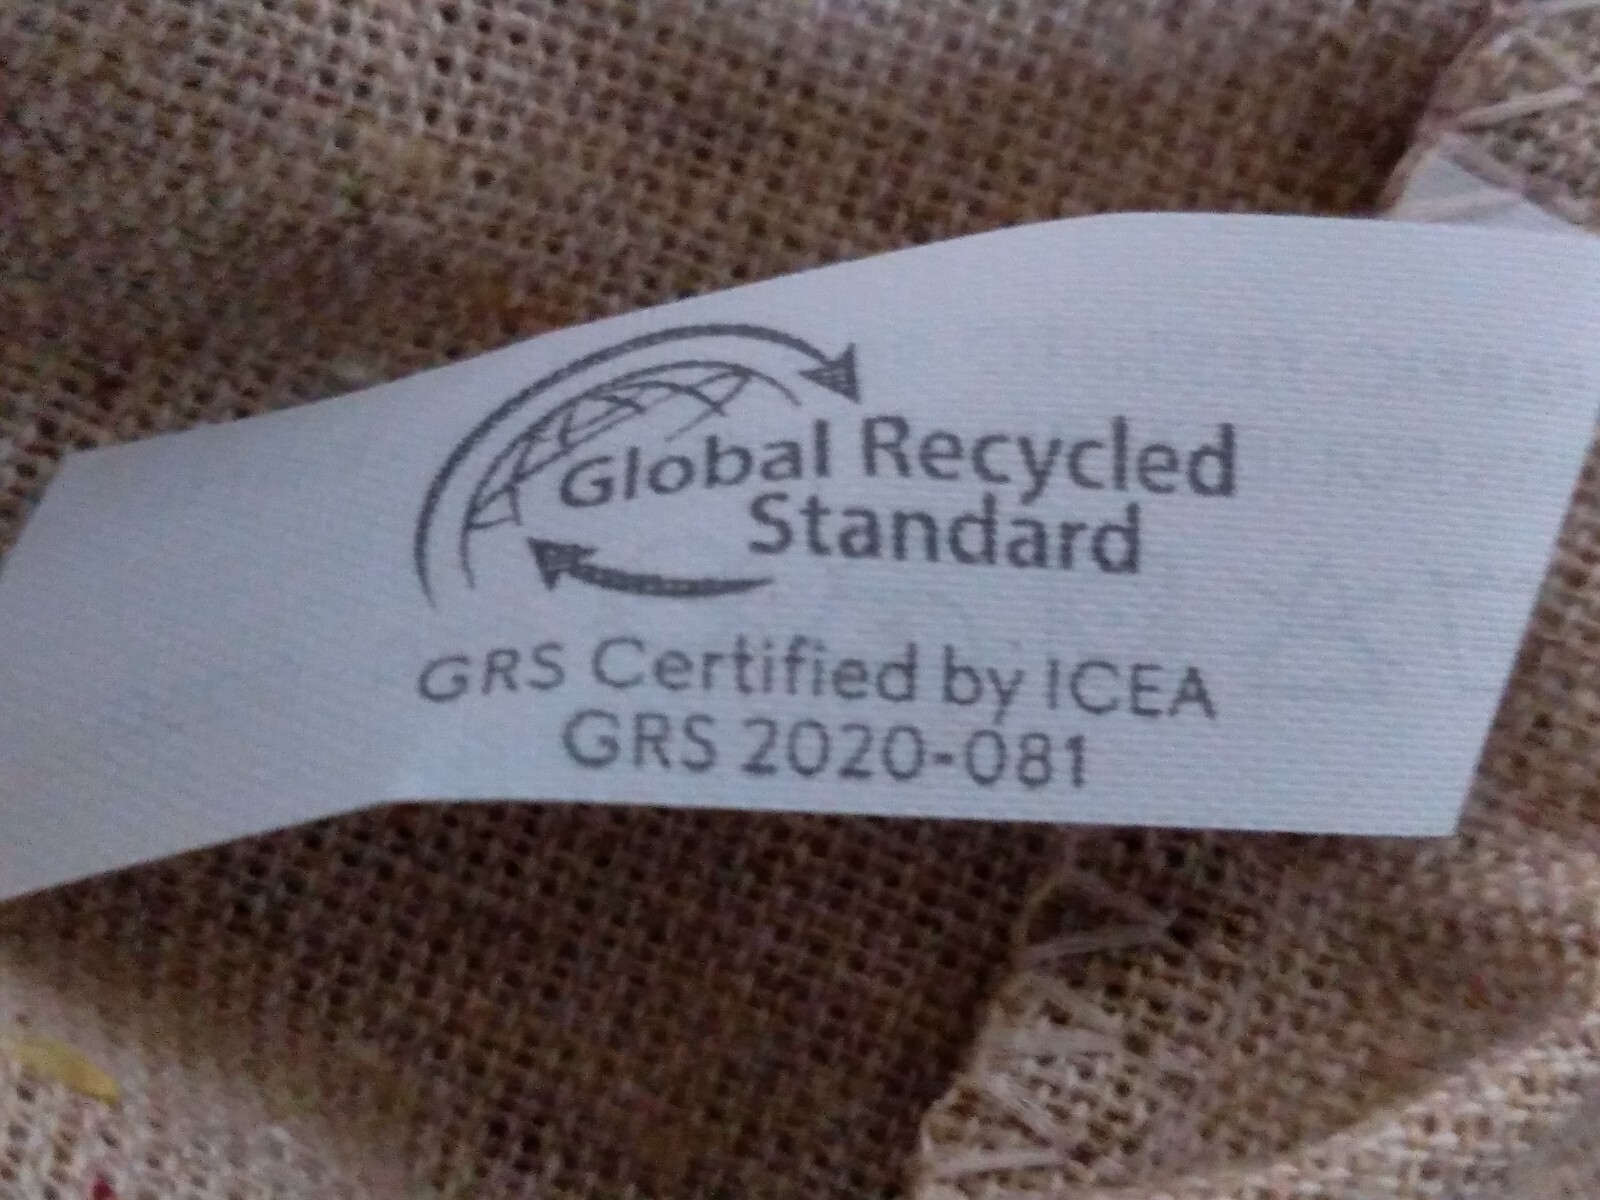 Global Recycled
Standard
GRS Certified by ICEA
GRS 2020-081